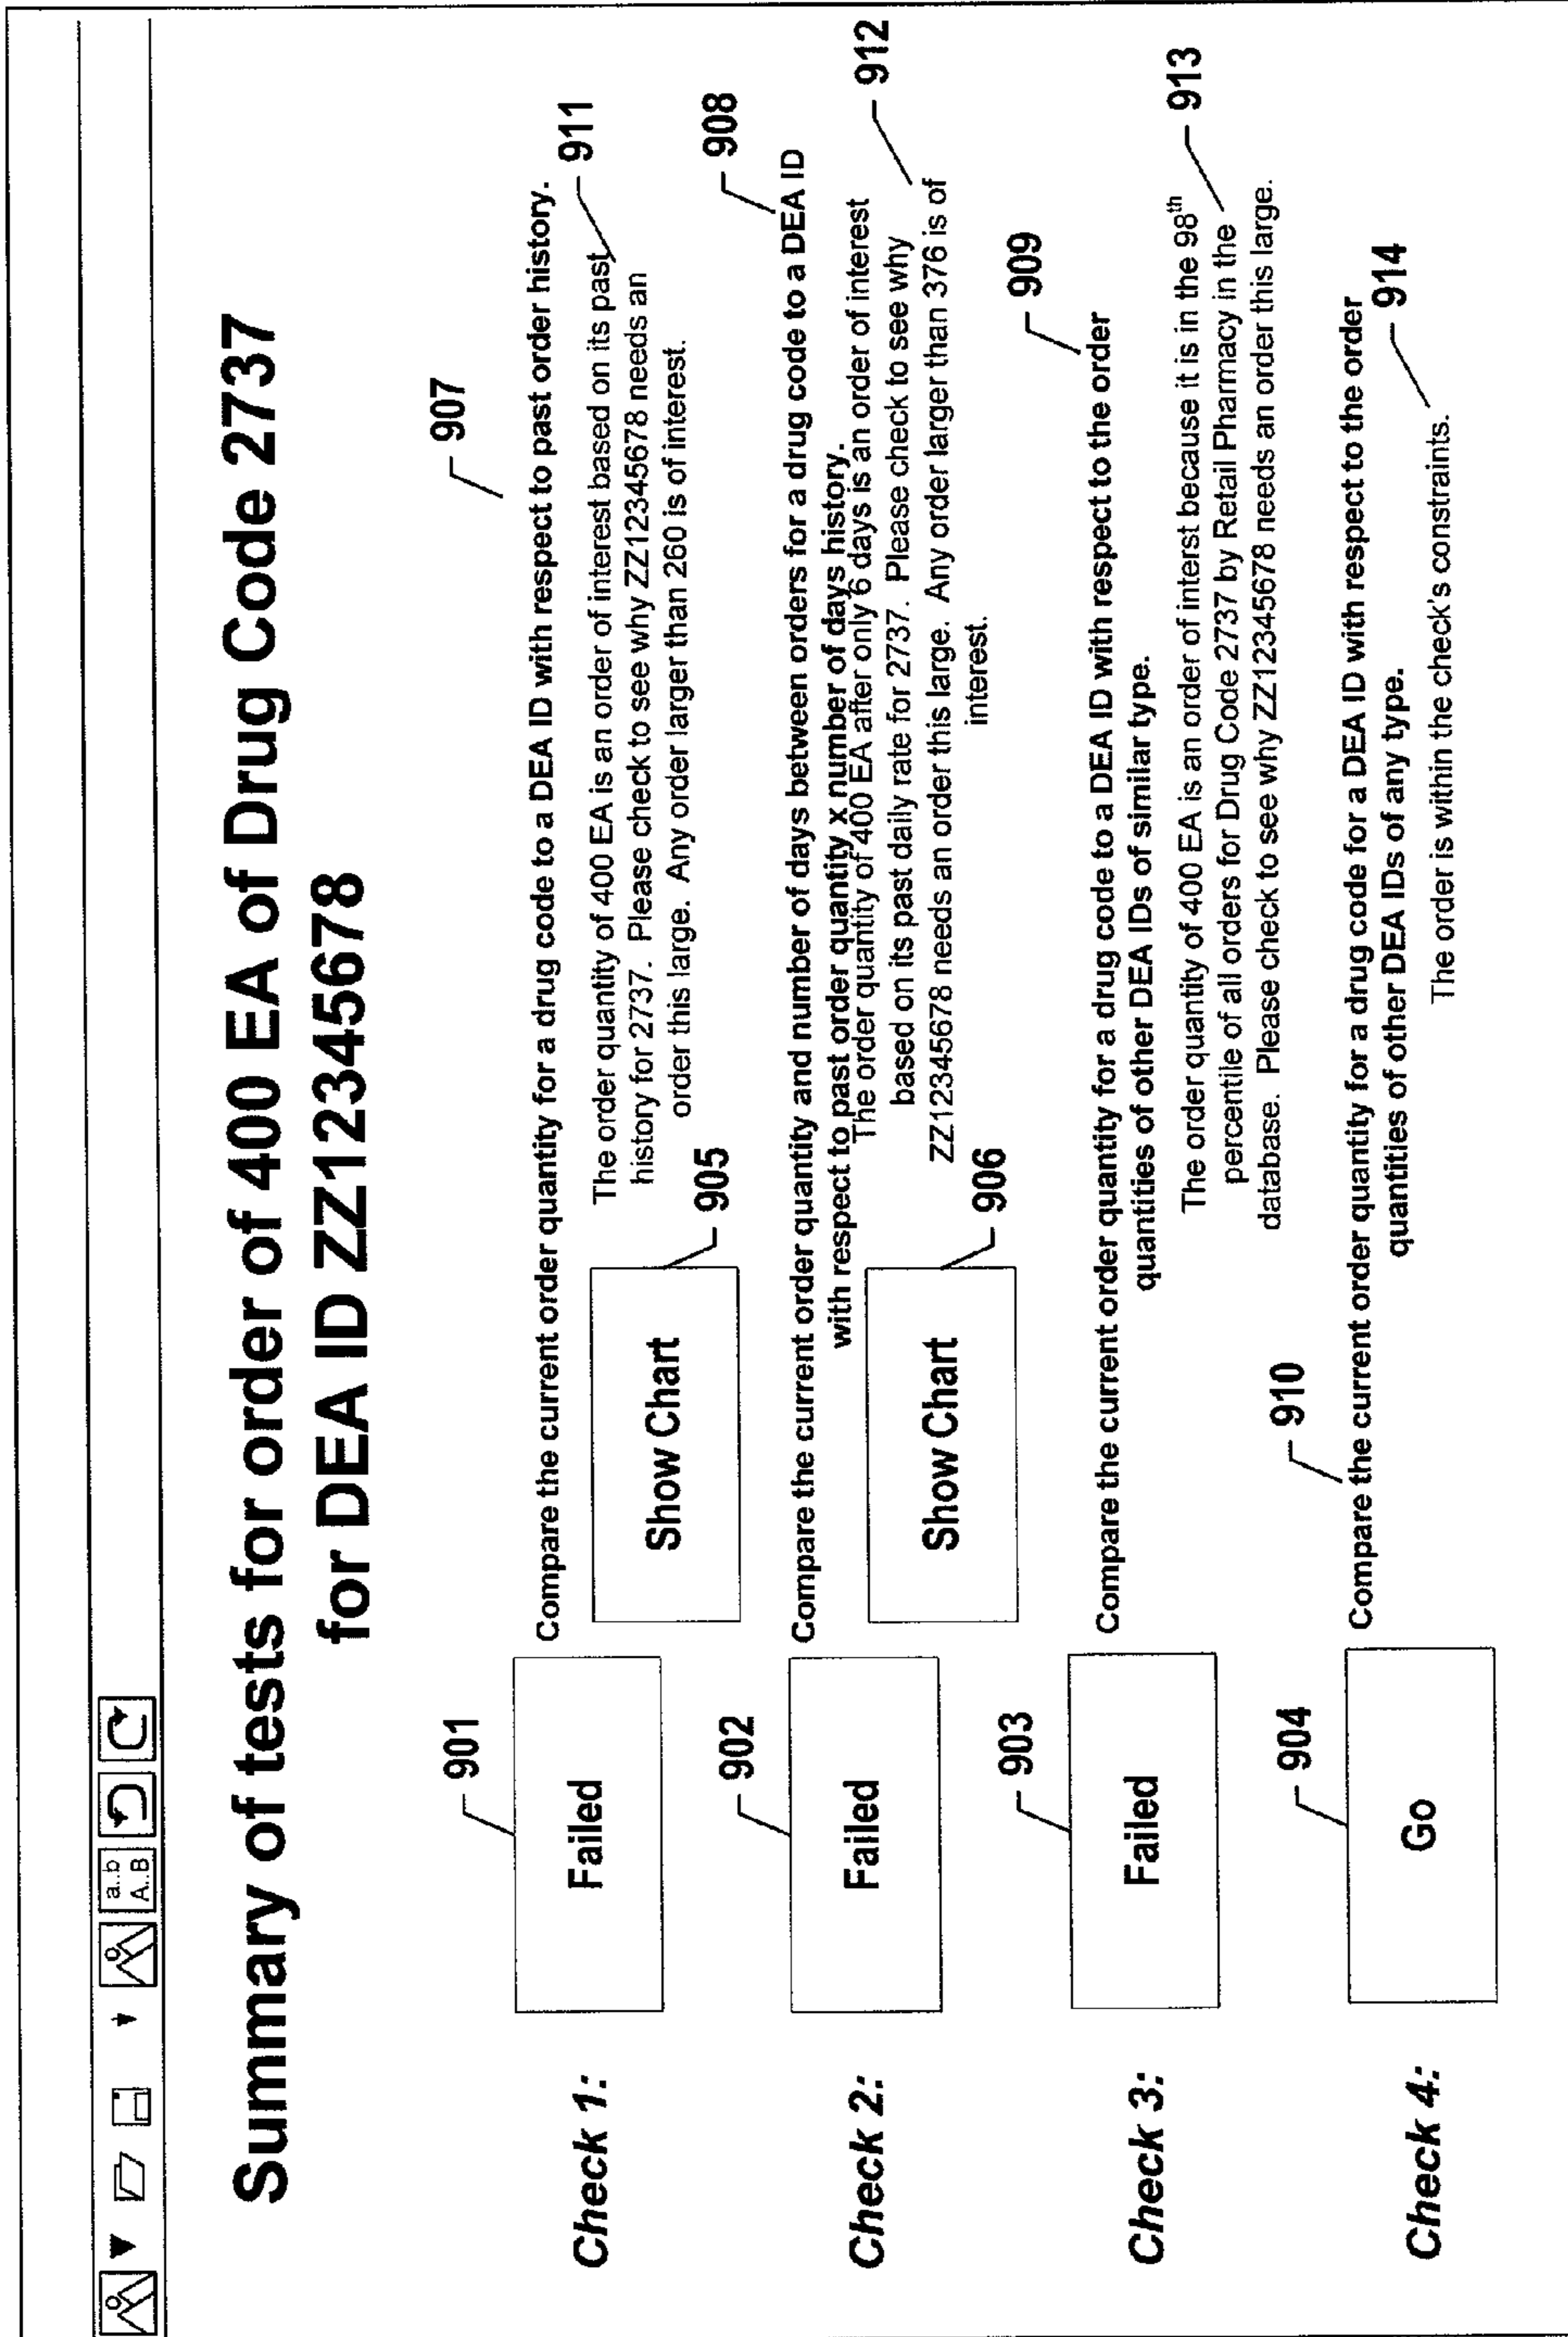 a..b
A..B
Summary of tests for order of 400 EA of Drug Code 2737
for DEA ID ZZ12345678
907
901
Check 1:
Failed
Compare the current order quantity for a drug code to a DEA ID with respect to past order history.
911
Show Chart
905
The order quantity of 400 EA is an order of interest based on its past
history for 2737. Please check to see why ZZ12345678 needs an
order this large. Any order larger than 260 is of interest.
908
902
Check 2:
Failed
Compare the current order quantity and number of days between orders for a drug code to a DEA ID
with respect to past order quantity x number of days history.
912
Show Chart
906
The order quantity of 400 EA after only 6 days is an order of interest
based on its past daily rate for 2737. Please check to see why
ZZ12345678 needs an order this large. Any order larger than 376 is of
interest.
909
903
Check 3:
Failed
Compare the current order quantity for a drug code to a DEA ID with respect to the order
quantities of other DEA IDs of similar type.
913
The order quantity of 400 EA is an order of interst because it is in the 98th
percentile of all orders for Drug Code 2737 by Retail Pharmacy in the
database. Please check to see why ZZ12345678 needs an order this large.
910
904
Check 4:
Go
Compare the current order quantity for a drug code for a DEA ID with respect to the order
quantities of other DEA IDs of any type.
914
The order is within the check's constraints.